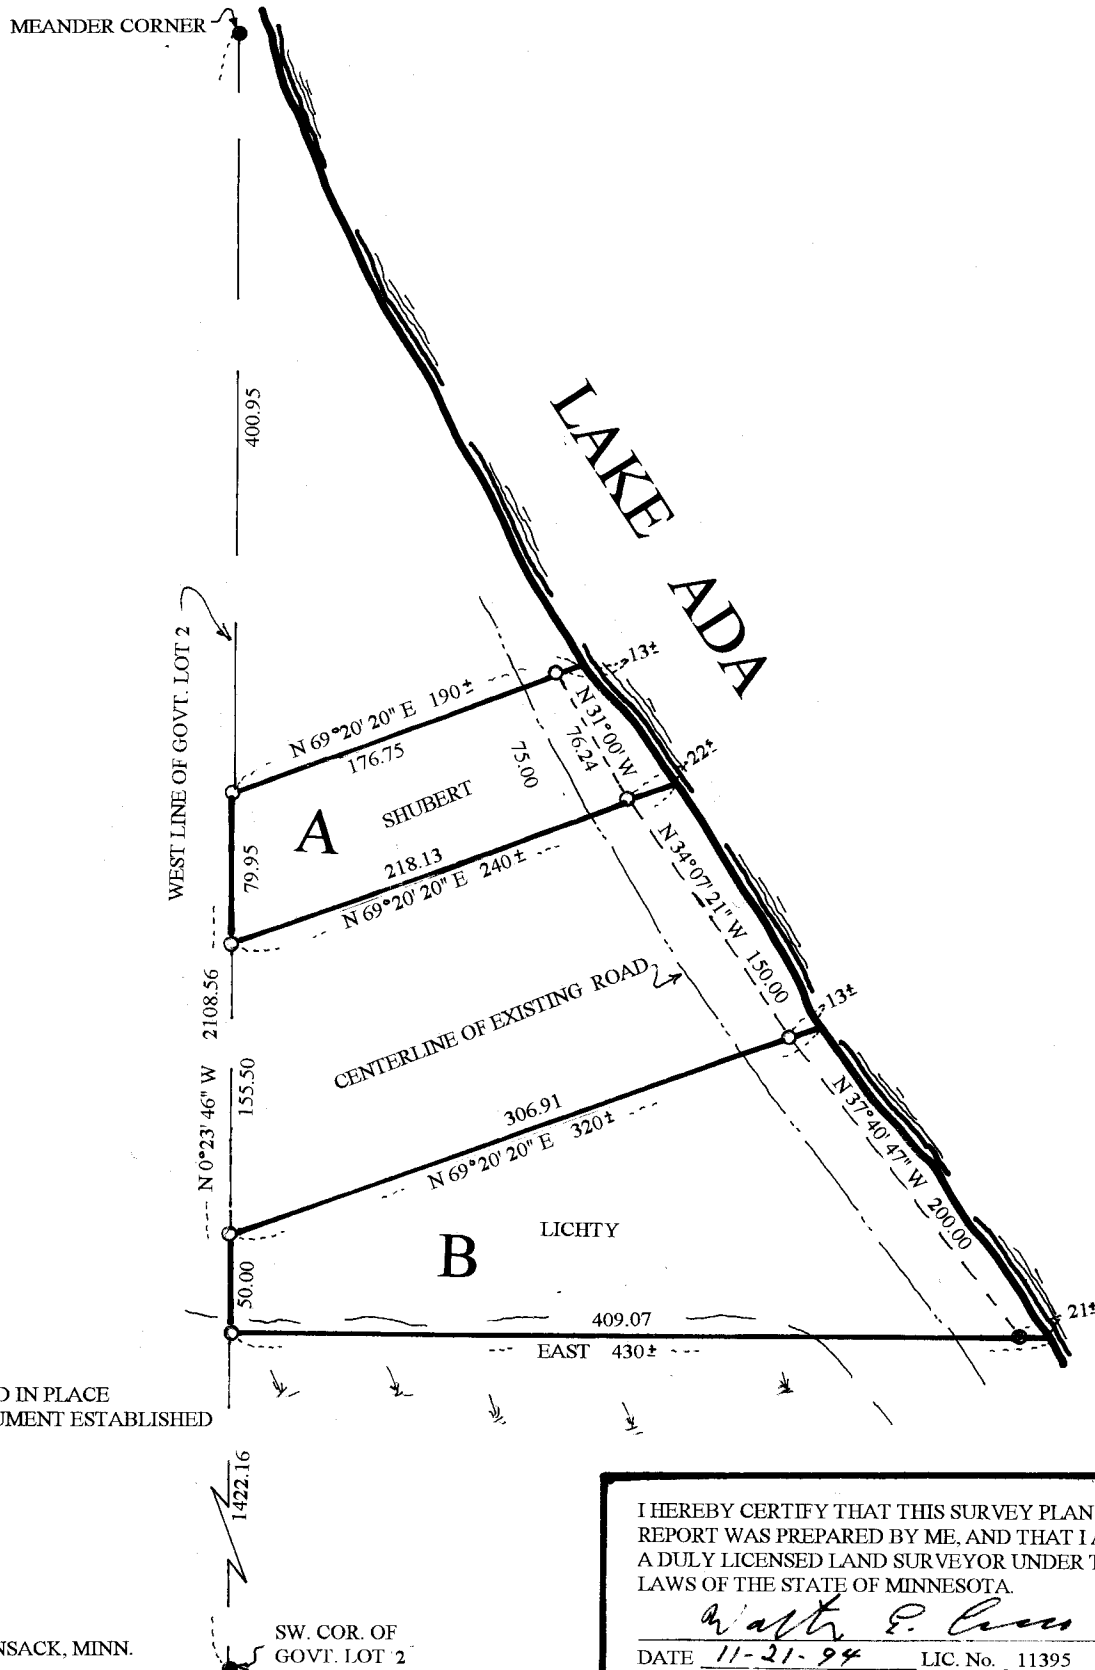 MEANDER CORNER
400.95
LAKE ADA
WEST LINE OF GOVT. LOT 2
13±
N 69°20' 20" E 190±
176.75
N 31°00' W
76.24
75.00
22±
SHUBERT
A
79.95
218.13
N 69°20' 20" E 240±
N 34°07'21" W 150.00
N 0°23' 46" W 2108.56
CENTERLINE OF EXISTING ROAD
13±
155.50
306.91
N 69°20' 20" E 320±
N 37°40' 47" W 200.00
LICHTY
B
50.00
409.07
EAST 430±
21±
D IN PLACE
UMENT ESTABLISHED
1422.16
I HEREBY CERTIFY THAT THIS SURVEY PLAN
REPORT WAS PREPARED BY ME, AND THAT I A
A DULY LICENSED LAND SURVEYOR UNDER T
LAWS OF THE STATE OF MINNESOTA.
DATE 11-21-94 LIC. No. 11395
NSACK, MINN.
SW. COR. OF
GOVT. LOT 2